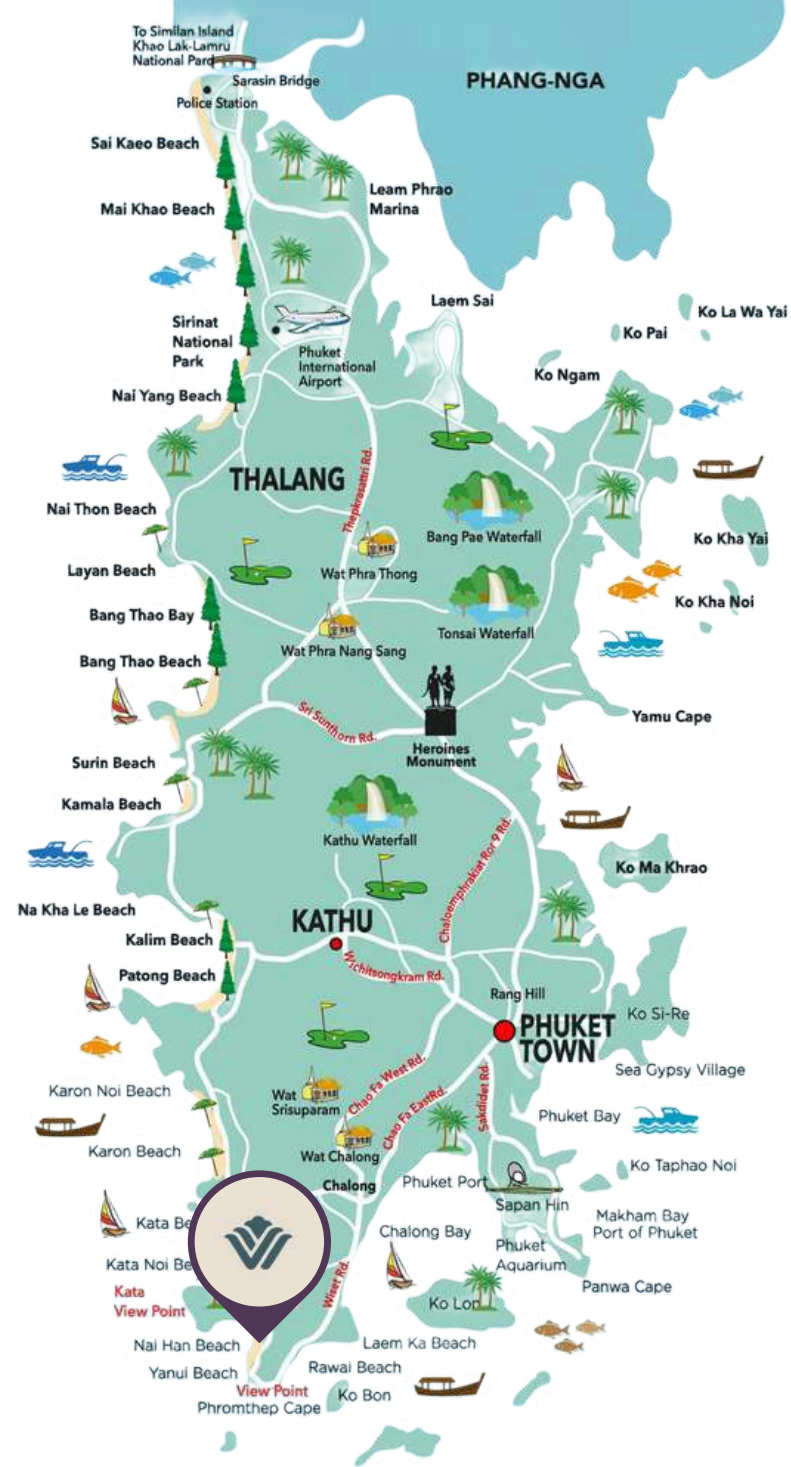 To Similan Island
Khao Lak-Lamru
National Pard
Sarasin Bridge
Police Station
PHANG-NGA
Sai Kaeo Beach
Leam Phrao
Marina
Mai Khao Beach
Laem Sai
Ko La Wa Yai
Ko Pai
Sirinat
National
Park
Phuket
International
Airport
Ko Ngam
Nai Yang Beach
THALANG
Thepkrasattri Rd.
Nai Thon Beach
Bang Pae Waterfall
Ko Kha Yai
Layan Beach
Wat Phra Thong
Ko Kha Noi
Bang Thao Bay
Tonsai Waterfall
Wat Phra Nang Sang
Bang Thao Beach
Sri Sunthorn Rd.
Yamu Cape
Heroines
Monument
Surin Beach
Kamala Beach
Kathu Waterfall
Chaloemphrakiat Ror 9 Rd.
Ko Ma Khrao
Na Kha Le Beach
KATHU
Kalim Beach
Wichitsongkram Rd.
Patong Beach
Rang Hill
PHUKET
TOWN
Ko Si-Re
Sea Gypsy Village
Chao Fa West Rd.
Chao Fa EastRd.
Sakdidet Rd.
Karon Noi Beach
Wat
Srisuparam
Phuket Bay
Karon Beach
Wat Chalong
Ko Taphao Noi
Chalong
Phuket Port
Sapan Hin
Kata Be
Makham Bay
Port of Phuket
Chalong Bay
Phuket
Aquarium
Kata Noi Be
Panwa Cape
Kata
View Point
Wiset Rd.
Ko Lon
Nai Han Beach
Laem Ka Beach
Yanui Beach
Rawai Beach
View Point
Phromthep Cape
Ko Bon